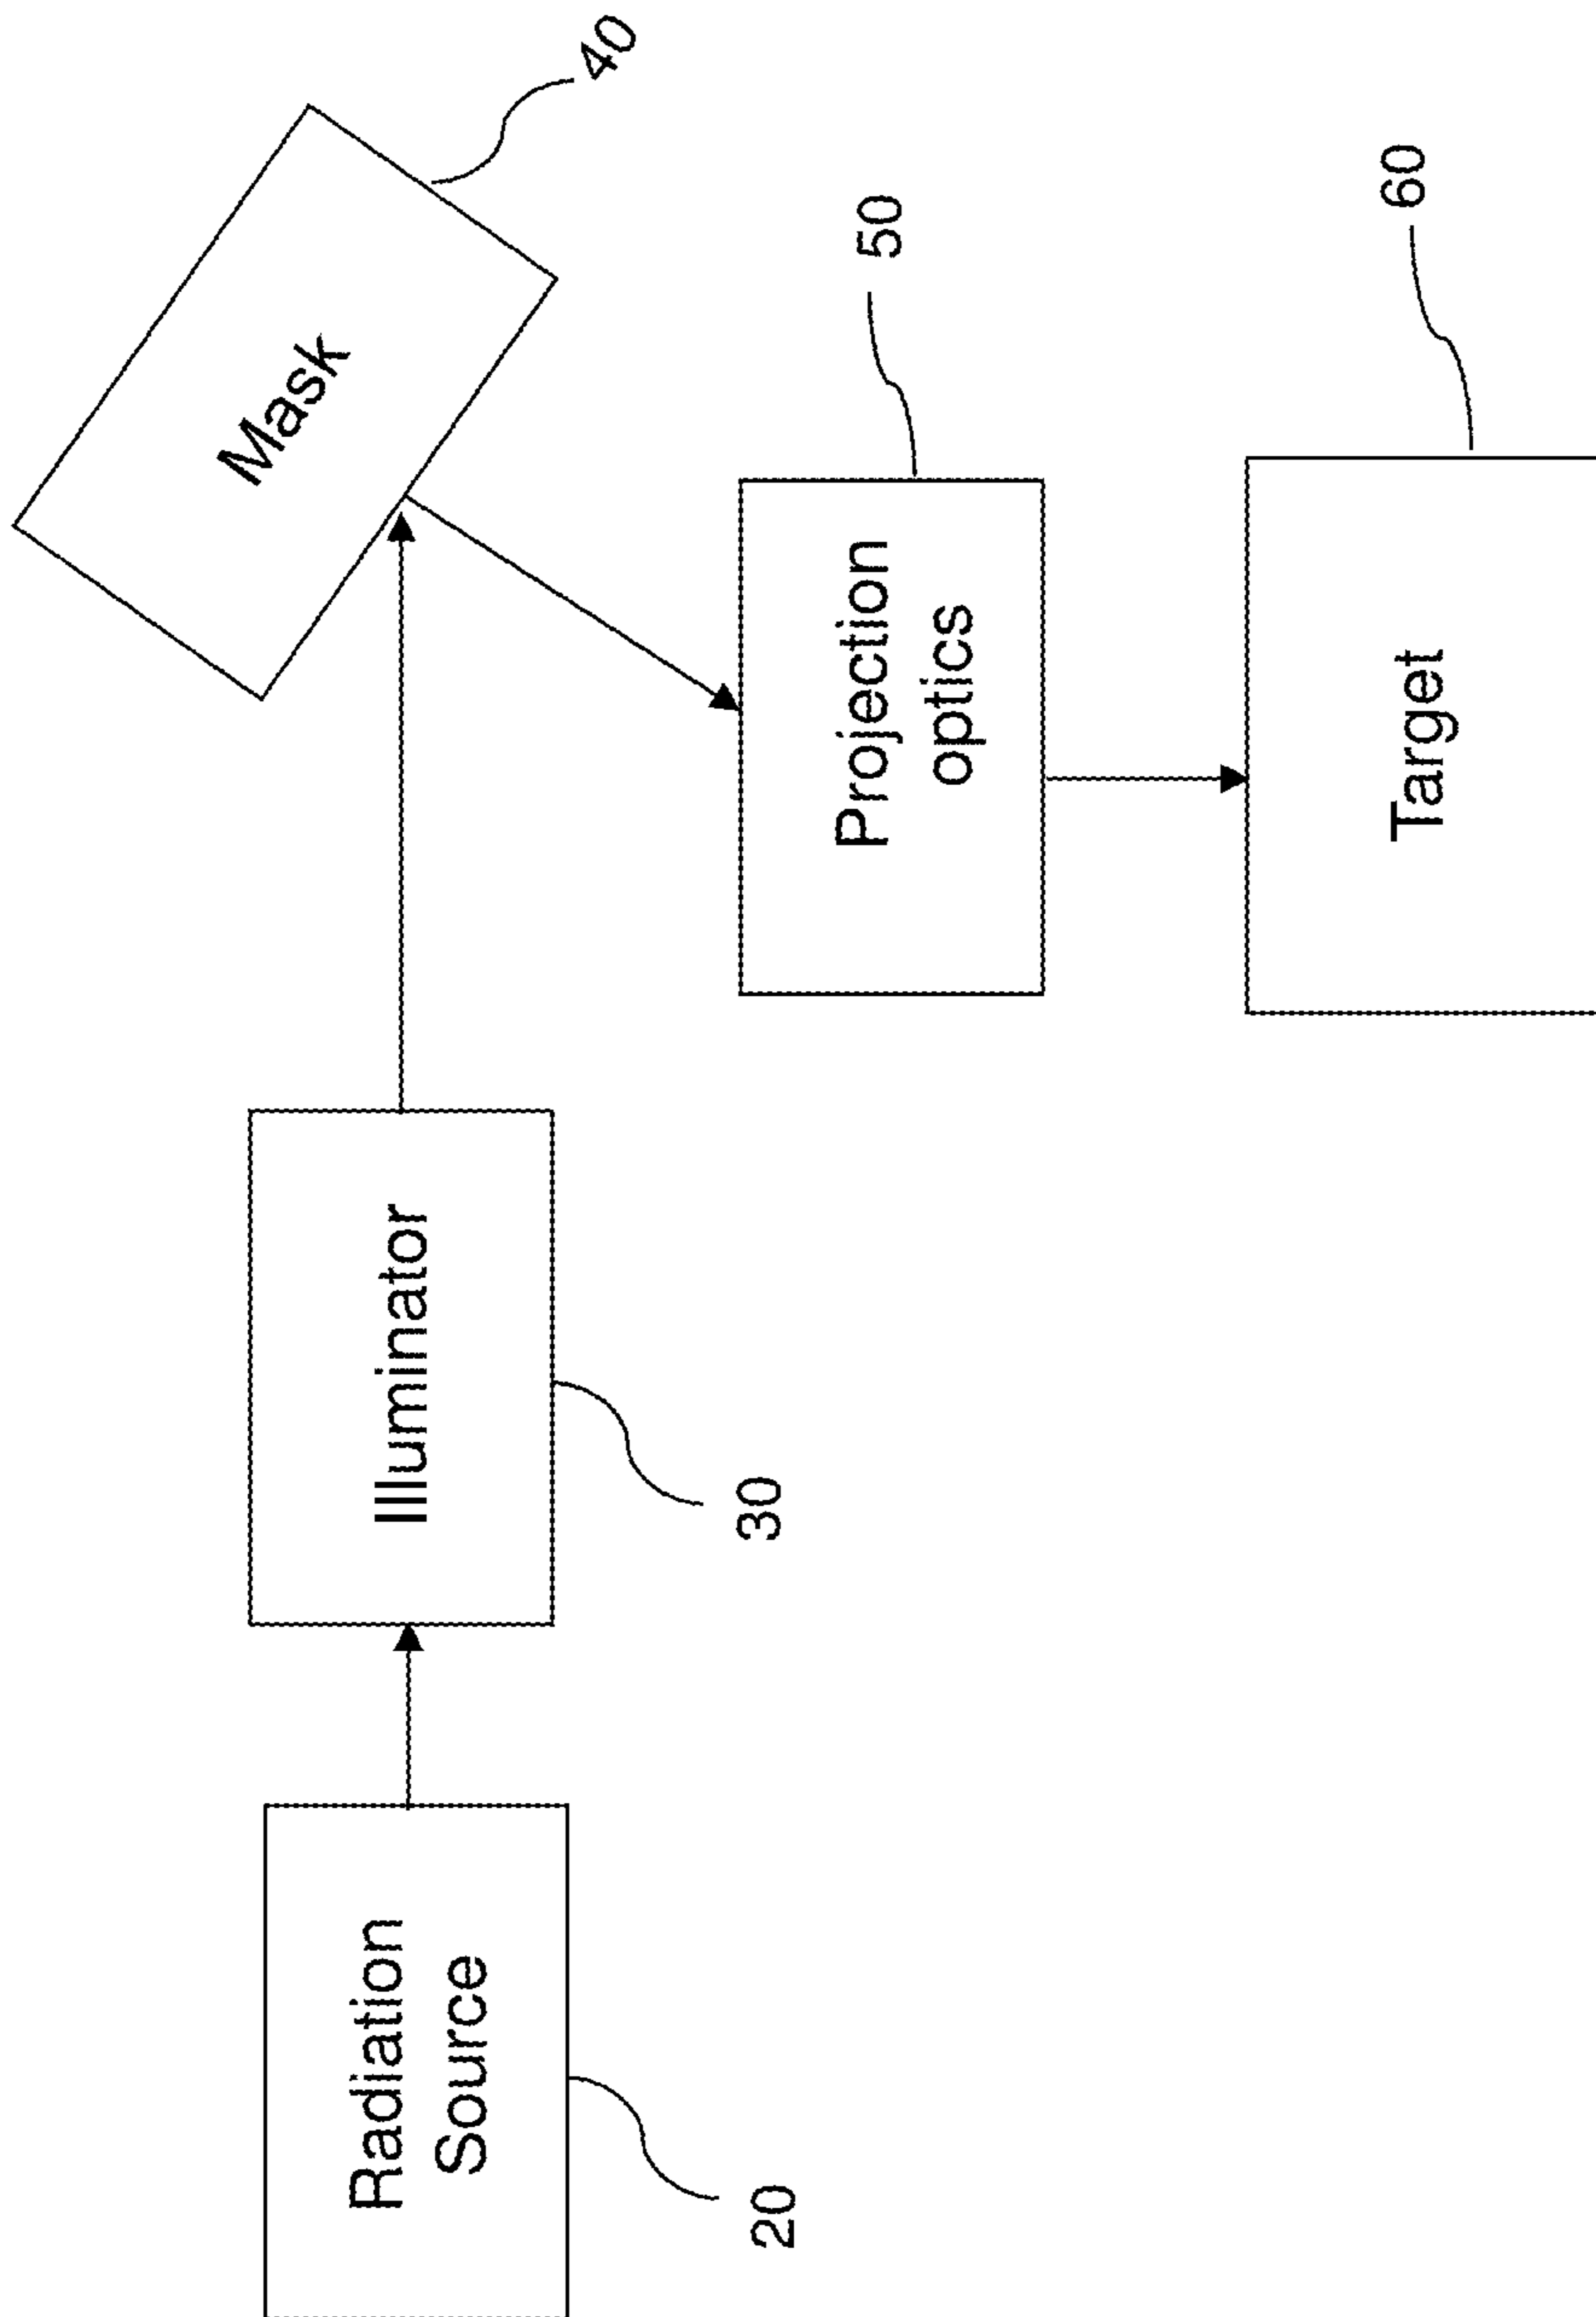 Radiation
Source
20
Illuminator
30
Mask
40
Projection
optics
50
Target
60